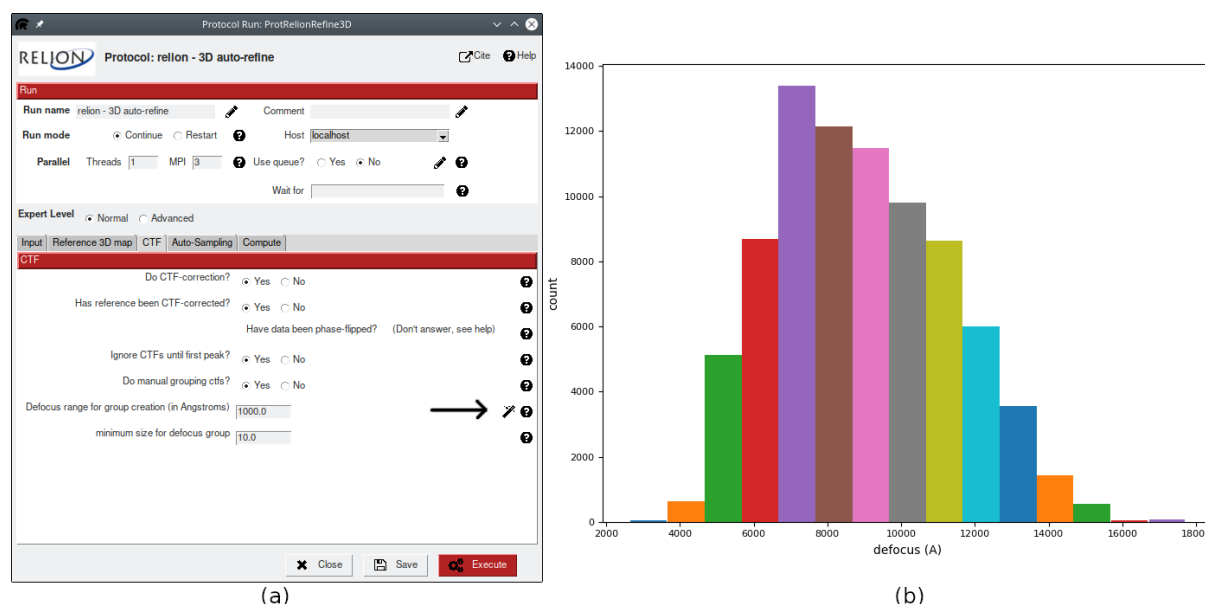 Protocol Run: ProtRelionRefine3D
RELION Protocol: relion - 3D auto-refine Cite Help
Run
Run name relion - 3D auto-refine Comment
Run mode Continue Restart Host localhost
Parallel Threads 1 MPI 3 Use queue? Yes No
Wait for
Expert Level Normal Advanced
Input Reference 3D map CTF Auto-Sampling Compute
CTF
Do CTF-correction? Yes No
Has reference been CTF-corrected? Yes No
Have data been phase-flipped? (Don't answer, see help)
Ignore CTFs until first peak? Yes No
Do manual grouping ctfs? Yes No
Defocus range for group creation (in Angstroms) 1000.0
minimum size for defocus group 10.0
Close Save Execute
(a)
14000
12000
10000
8000
6000
4000
2000
0
count
2000 4000 6000 8000 10000 12000 14000 16000 1800
defocus (A)
(b)